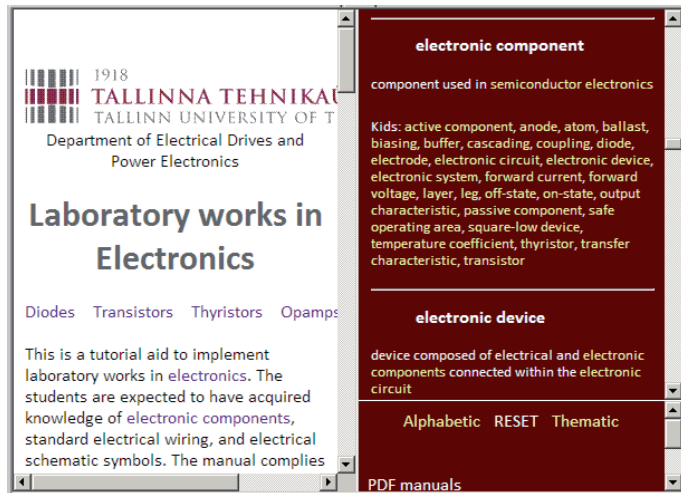 1918
TALLINNA TEHNIKAÜ
TALLINN UNIVERSITY OF T
Department of Electrical Drives and
Power Electronics
Laboratory works in
Electronics
Diodes Transistors Thyristors Opamps
This is a tutorial aid to implement
laboratory works in electronics. The
students are expected to have acquired
knowledge of electronic components,
standard electrical wiring, and electrical
schematic symbols. The manual complies
electronic component
component used in semiconductor electronics
Kids: active component, anode, atom, ballast,
biasing, buffer, cascading, coupling, diode,
electrode, electronic circuit, electronic device,
electronic system, forward current, forward
voltage, layer, leg, off-state, on-state, output
characteristic, passive component, safe
operating area, square-low device,
temperature coefficient, thyristor, transfer
characteristic, transistor
electronic device
device composed of electrical and electronic
components connected within the electronic
circuit
Alphabetic RESET Thematic
PDF manuals